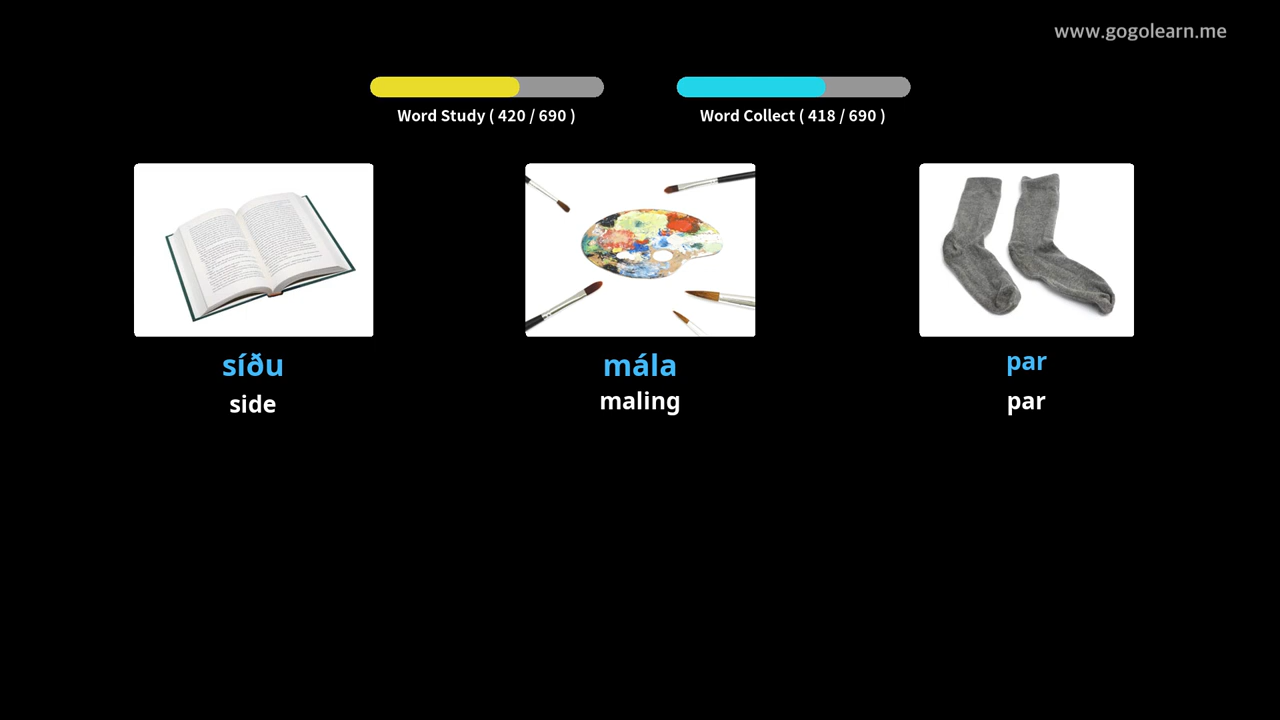 www.gogolearn.me
Word Study ( 420 / 690 )
Word Collect ( 418 / 690 )
síðu
side
mála
maling
par
par